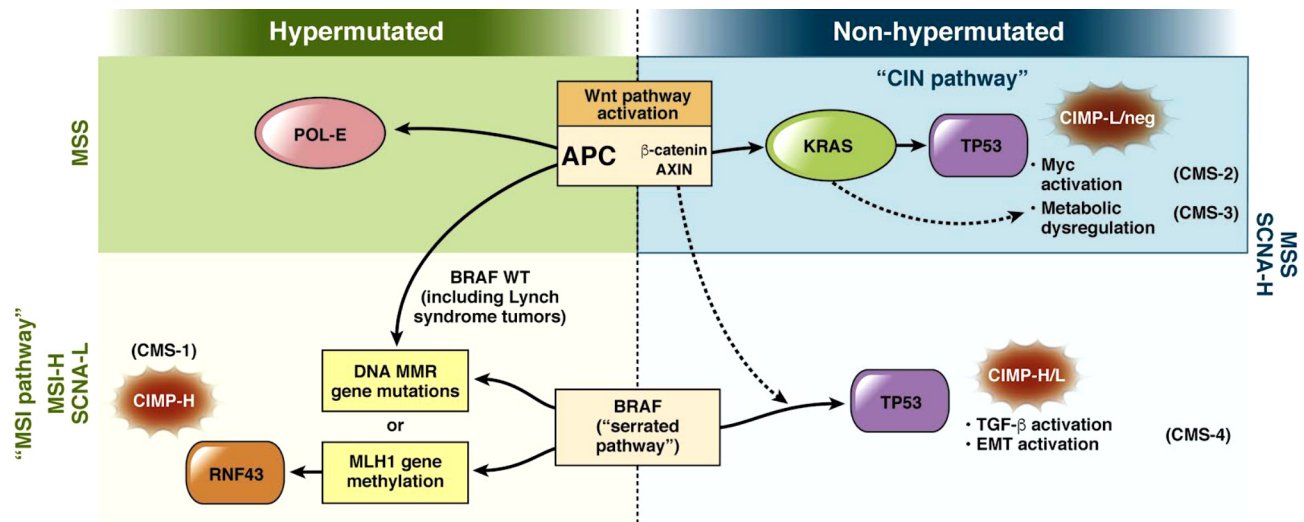 Hypermutated
Non-hypermutated
MSS
POL-E
Wnt pathway
activation
APC
β-catenin
AXIN
“CIN pathway”
KRAS
TP53
CIMP-L/neg
• Myc
activation
(CMS-2)
• Metabolic
dysregulation
(CMS-3)
MSS
SCNA-H
BRAF WT
(including Lynch
syndrome tumors)
“MSI pathway”
MSI-H
SCNA-L
(CMS-1)
CIMP-H
DNA MMR
gene mutations
or
MLH1 gene
methylation
RNF43
BRAF
(“serrated
pathway”)
TP53
CIMP-H/L
• TGF-β activation
• EMT activation
(CMS-4)